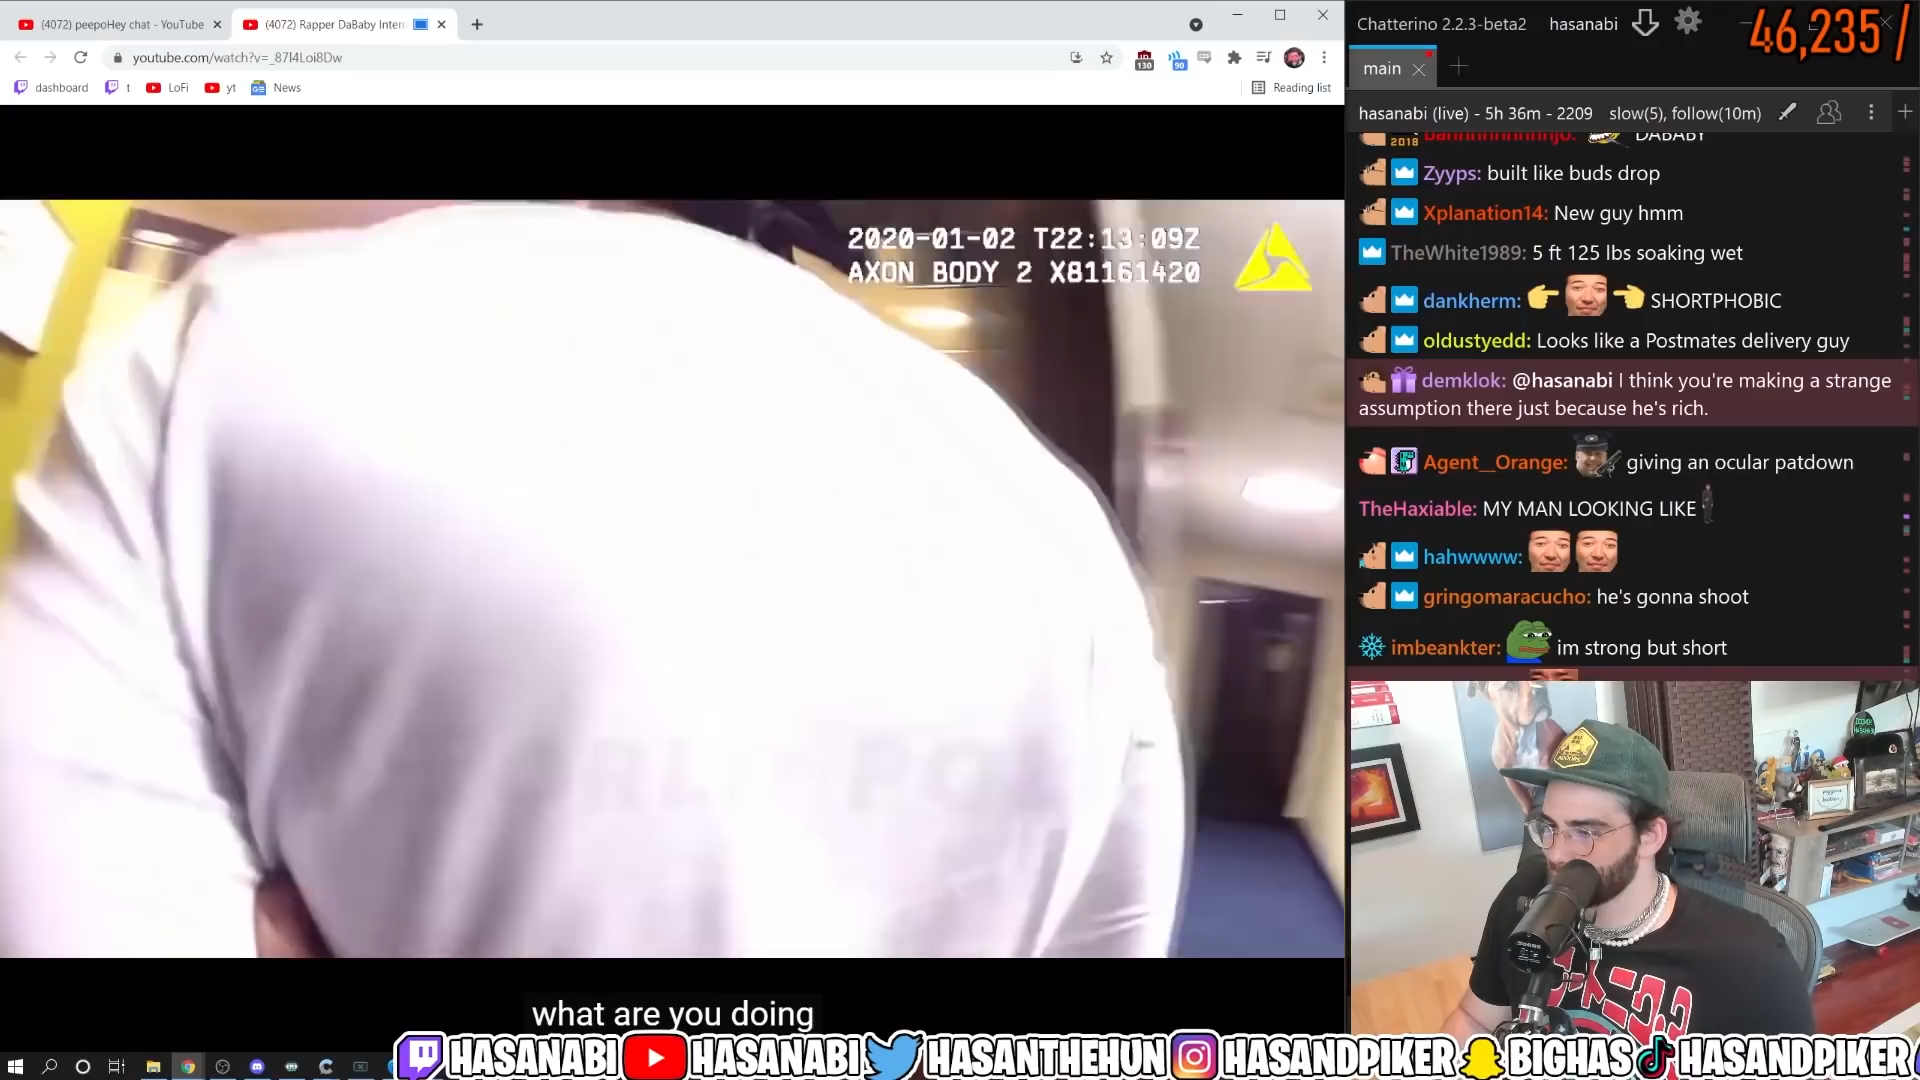 (4072) peepoHey chat - YouTube
(4072) Rapper DaBaby Inter
youtube.com/watch?v=_87l4Loi8Dw
130
90
dashboard
t
LoFi
yt
News
Reading list
2020-01-02 T22:13:09Z
AXON BODY 2 X81161420
what are you doing
Chatterino 2.2.3-beta2
hasanabi
46,235 /
main
hasanabi (live) - 5h 36m - 2209 slow(5), follow(10m)
2018
DABABY
Zyyps: built like buds drop
Xplanation14: New guy hmm
TheWhite1989: 5 ft 125 lbs soaking wet
dankherm: SHORTPHOBIC
oldustyedd: Looks like a Postmates delivery guy
demklok: @hasanabi I think you're making a strange
assumption there just because he's rich.
Agent__Orange: giving an ocular patdown
TheHaxiable: MY MAN LOOKING LIKE
hahwwww:
gringomaracucho: he's gonna shoot
imbeankter: im strong but short
HASANABI HASANABI HASANTHEHUN HASANDPIKER BIGHAS HASANDPIKER